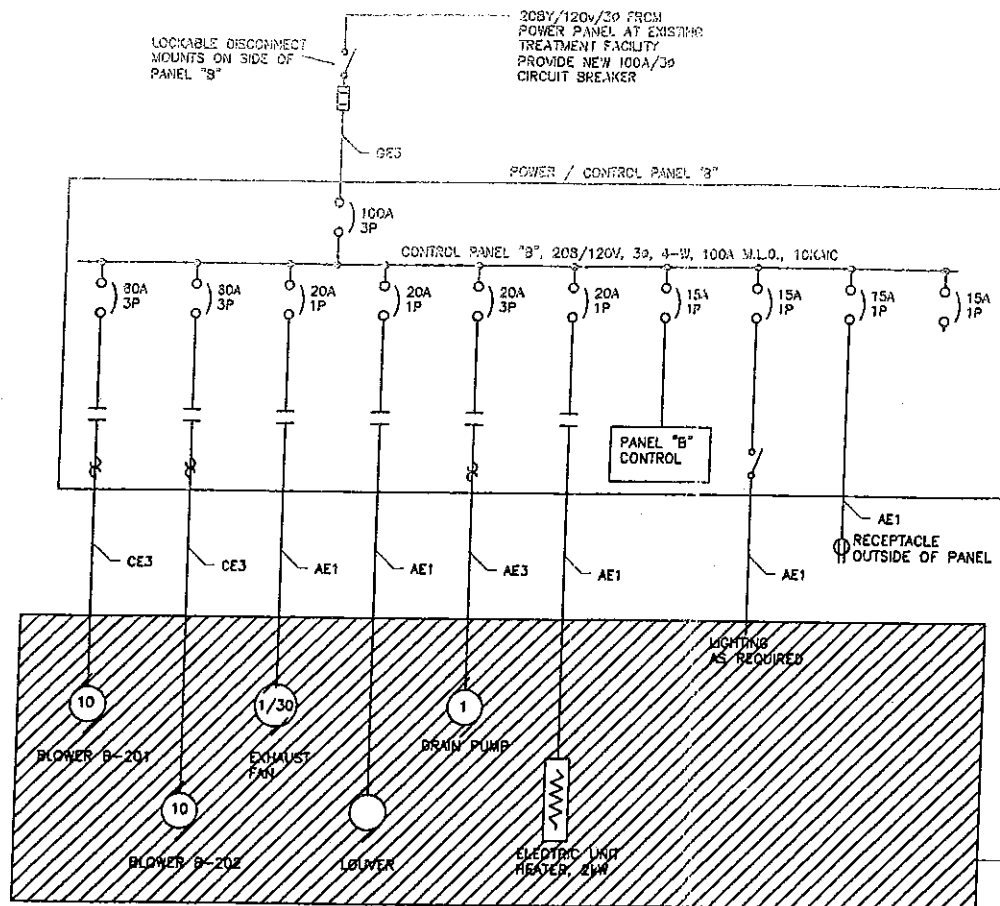 208Y/120v/3Ø FROM
POWER PANEL AT EXISTING
TREATMENT FACILITY
PROVIDE NEW 100A/3Ø
CIRCUIT BREAKER
LOCKABLE DISCONNECT
MOUNTS ON SIDE OF
PANEL "B"
GE3
POWER / CONTROL PANEL "B"
100A
3P
CONTROL PANEL "B", 208/120V, 3Ø, 4-W, 100A M.L.O., 10KAIC
80A
3P
80A
3P
20A
1P
20A
1P
20A
3P
20A
1P
15A
1P
15A
1P
15A
1P
15A
1P
PANEL "B"
CONTROL
CE3
CE3
AE1
AE1
AE3
AE1
AE1
AE1
RECEPTACLE
OUTSIDE OF PANEL
LIGHTING
AS REQUIRED
10
BLOWER B-201
1/30
EXHAUST
FAN
1
DRAIN PUMP
10
BLOWER B-202
LOUVER
ELECTRIC UNIT
HEATER, 2kW